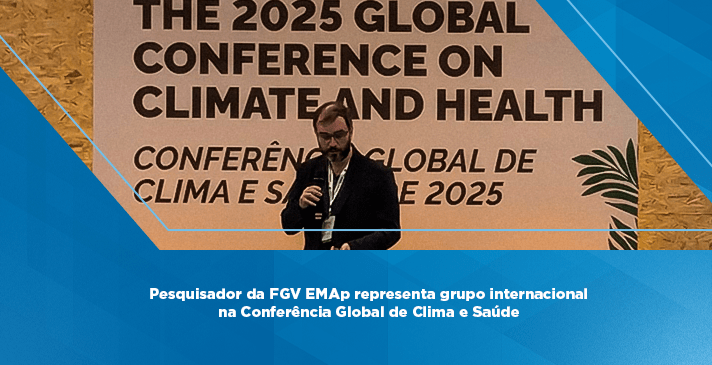 THE 2025 GLOBAL
CONFERENCE ON
CLIMATE AND HEALTH
CONFERÊNC GLOBAL DE
CLIMA E SA E 2025
Pesquisador da FGV EMAp representa grupo internacional
na Conferência Global de Clima e Saúde